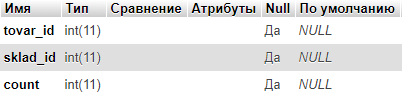 Имя Тип Сравнение Атрибуты Null По умолчанию
tovar_id int(11) Да NULL
sklad_id int(11) Да NULL
count int(11) Да NULL